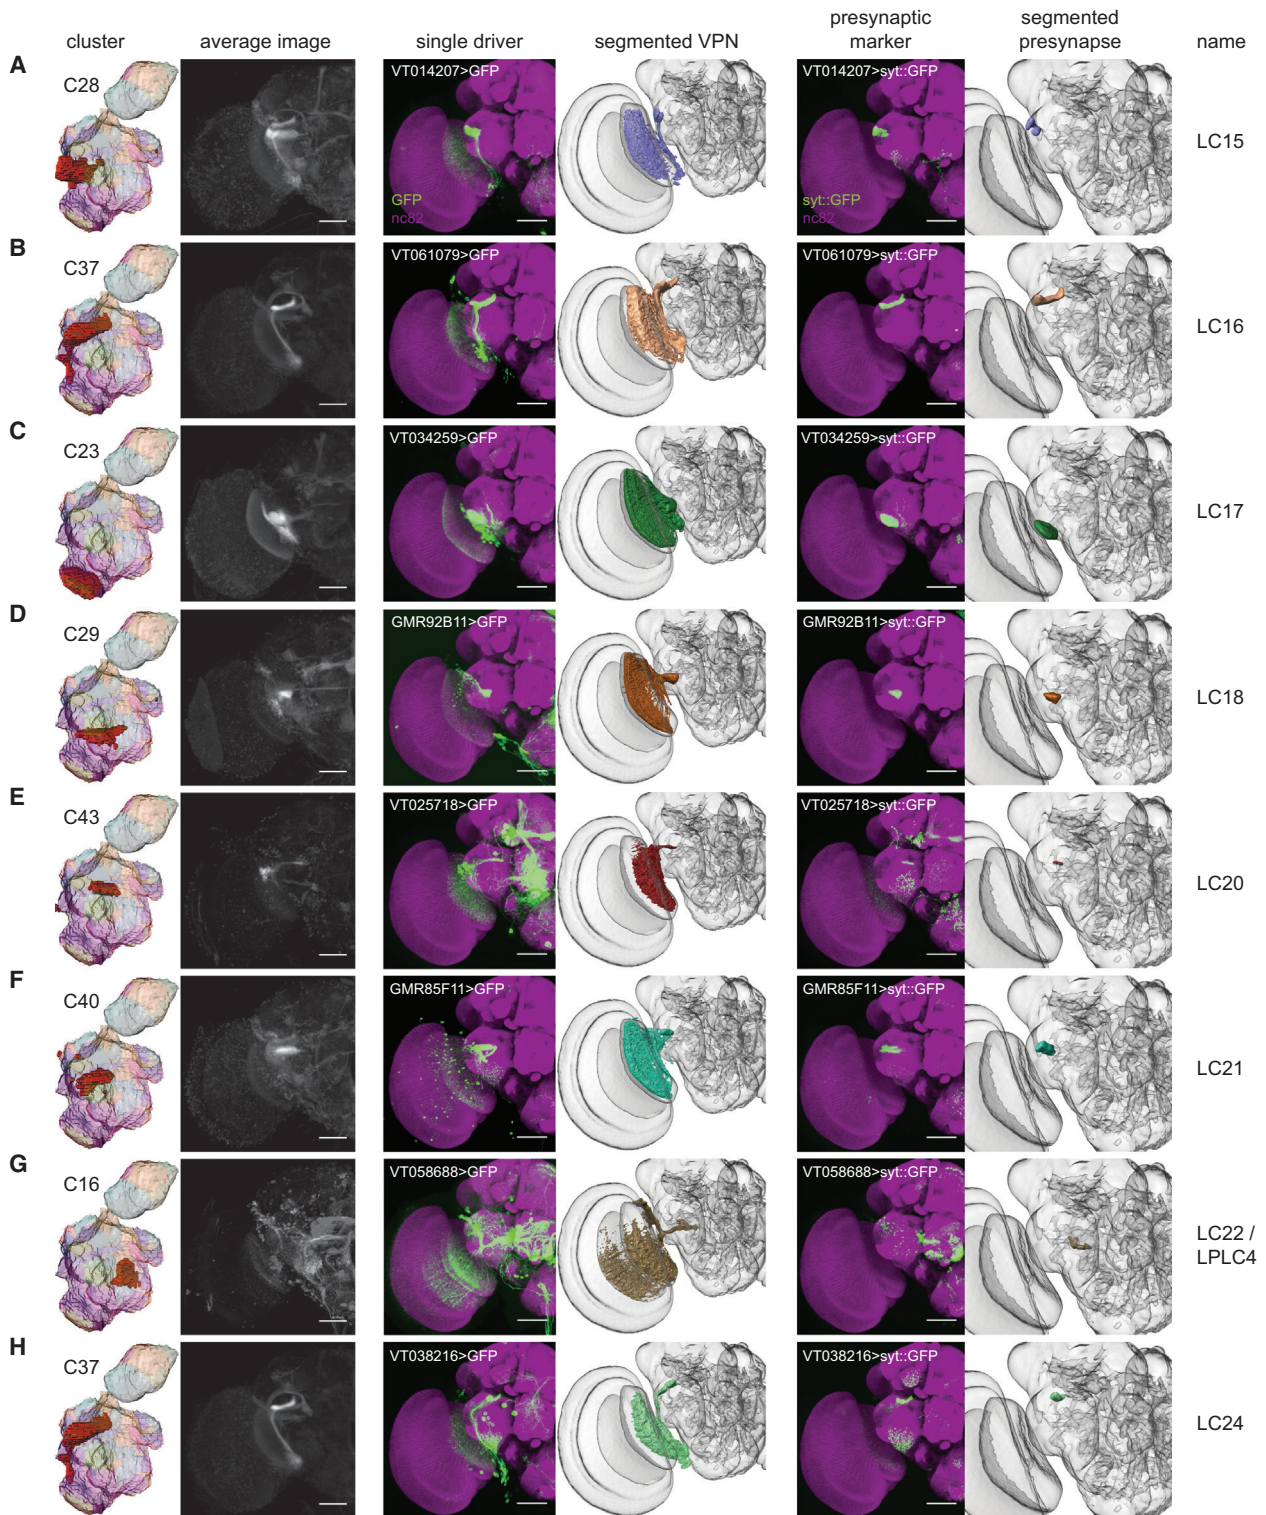 cluster
average image
single driver
segmented VPN
presynaptic
marker
segmented
presynapse
name
A
C28
VT014207>GFP
GFP
nc82
VT014207>syt::GFP
syt::GFP
nc82
LC15
B
C37
VT061079>GFP
VT061079>syt::GFP
LC16
C
C23
VT034259>GFP
VT034259>syt::GFP
LC17
D
C29
GMR92B11>GFP
GMR92B11>syt::GFP
LC18
E
C43
VT025718>GFP
VT025718>syt::GFP
LC20
F
C40
GMR85F11>GFP
GMR85F11>syt::GFP
LC21
G
C16
VT058688>GFP
VT058688>syt::GFP
LC22 /
LPLC4
H
C37
VT038216>GFP
VT038216>syt::GFP
LC24